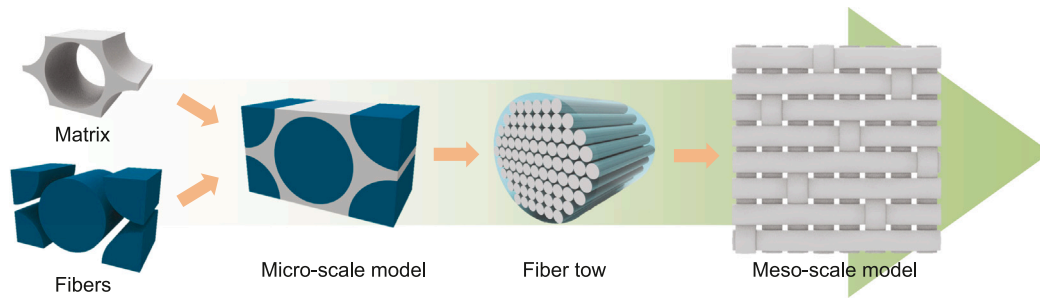 Matrix
Fibers
Micro-scale model
Fiber tow
Meso-scale model